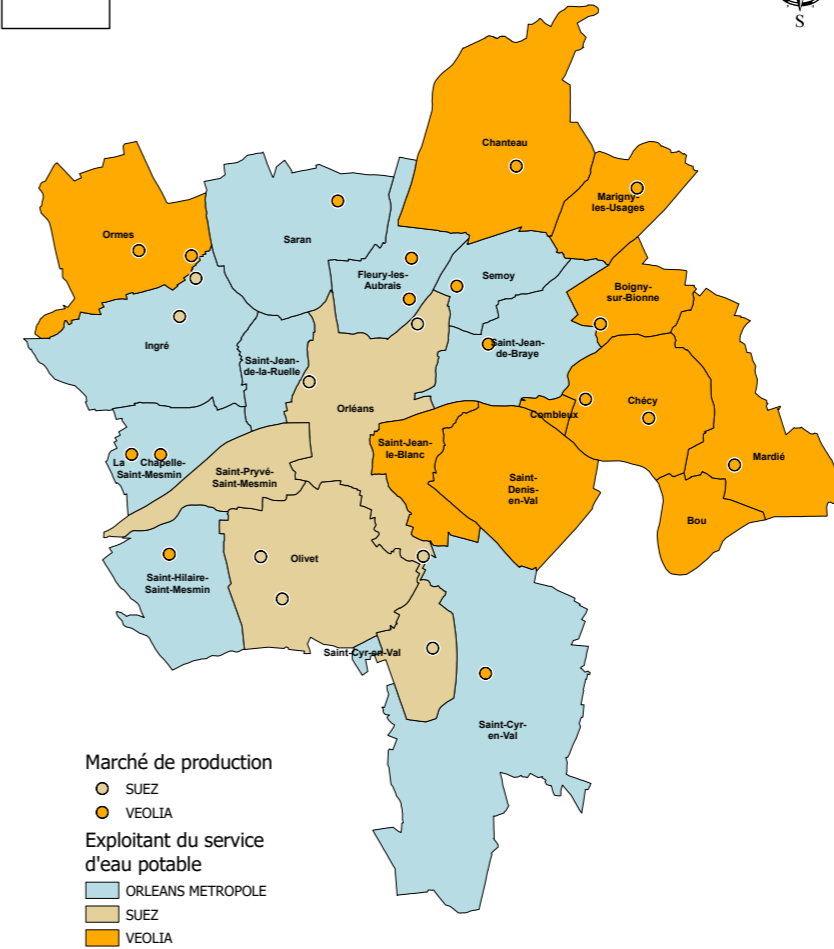 S
Chanteau
Marigny-
les-Usages
Ormes
Saran
Fleury-les-
Aubrais
Semoy
Boigny-
sur-Bionne
Ingré
Saint-Jean-
de-la-Ruelle
Saint-Jean-
de-Braye
Orléans
Combleux
Chécy
Saint-Jean-
le-Blanc
Mardié
La Chapelle-
Saint-Mesmin
Saint-Pryvé-
Saint-Mesmin
Saint-
Denis-
en-Val
Bou
Olivet
Saint-Hilaire-
Saint-Mesmin
Saint-Cyr-en-Val
Saint-Cyr-
en-Val
Marché de production
SUEZ
VEOLIA
Exploitant du service
d'eau potable
ORLEANS METROPOLE
SUEZ
VEOLIA